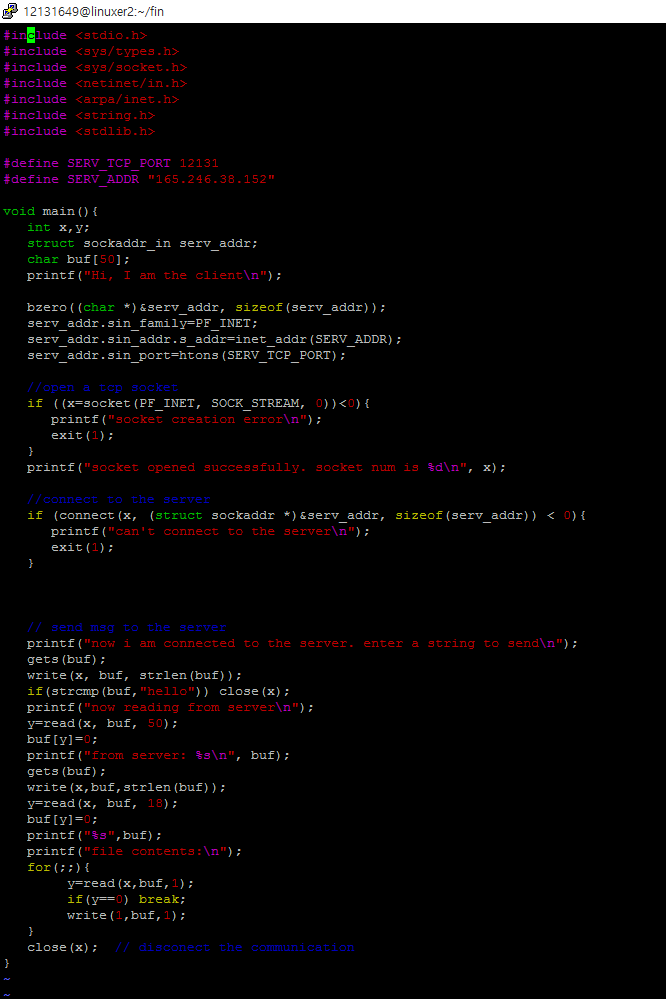 12131649@linuxer2:~/fin
#include <stdio.h>
#include <sys/types.h>
#include <sys/socket.h>
#include <netinet/in.h>
#include <arpa/inet.h>
#include <string.h>
#include <stdlib.h>
#define SERV_TCP_PORT 12131
#define SERV_ADDR "165.246.38.152"
void main(){
int x,y;
struct sockaddr_in serv_addr;
char buf[50];
printf("Hi, I am the client\n");
bzero((char *)&serv_addr, sizeof(serv_addr));
serv_addr.sin_family=PF_INET;
serv_addr.sin_addr.s_addr=inet_addr(SERV_ADDR);
serv_addr.sin_port=htons(SERV_TCP_PORT);
//open a tcp socket
if ((x=socket(PF_INET, SOCK_STREAM, 0))<0){
printf("socket creation error\n");
exit(1);
}
printf("socket opened successfully. socket num is %d\n", x);
//connect to the server
if (connect(x, (struct sockaddr *)&serv_addr, sizeof(serv_addr)) < 0){
printf("can't connect to the server\n");
exit(1);
}
// send msg to the server
printf("now i am connected to the server. enter a string to send\n");
gets(buf);
write(x, buf, strlen(buf));
if(strcmp(buf,"hello")) close(x);
printf("now reading from server\n");
y=read(x, buf, 50);
buf[y]=0;
printf("from server: %s\n", buf);
gets(buf);
write(x,buf,strlen(buf));
y=read(x, buf, 18);
buf[y]=0;
printf("%s",buf);
printf("file contents:\n");
for(;;){
y=read(x,buf,1);
if(y==0) break;
write(1,buf,1);
}
close(x);  // disconect the communication
}
~
~